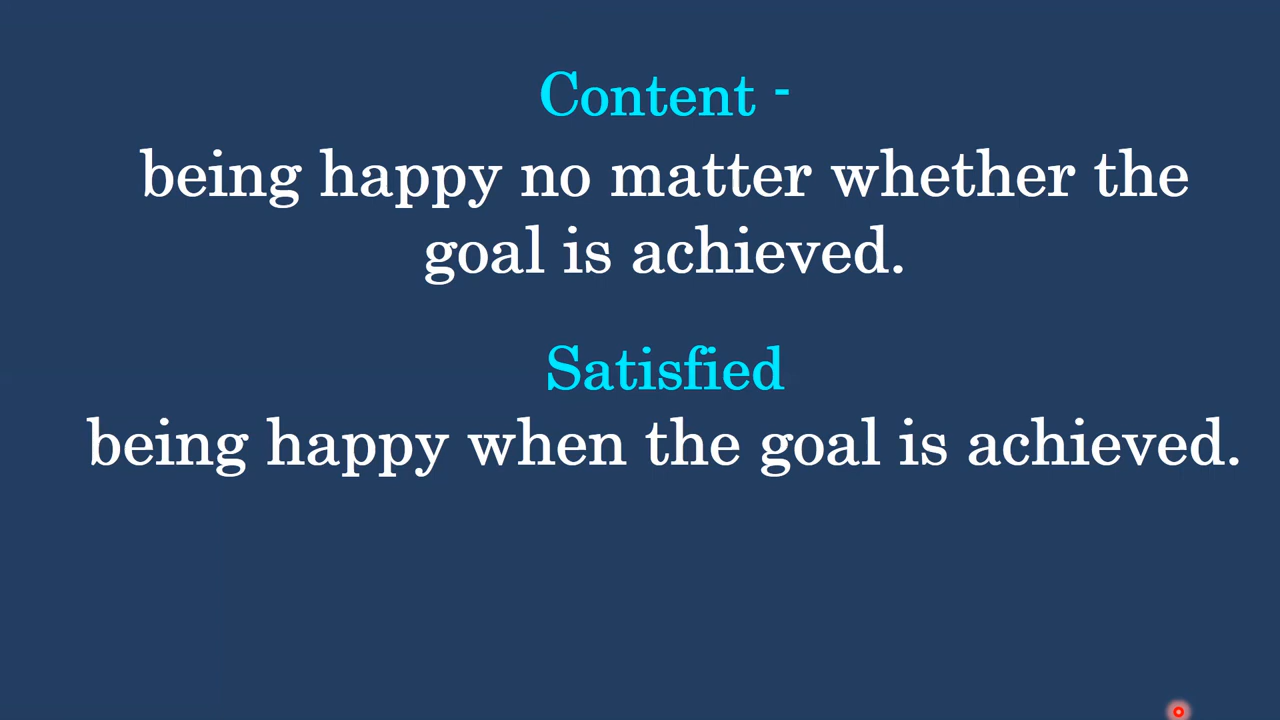 Content -
being happy no matter whether the
goal is achieved.
Satisfied
being happy when the goal is achieved.